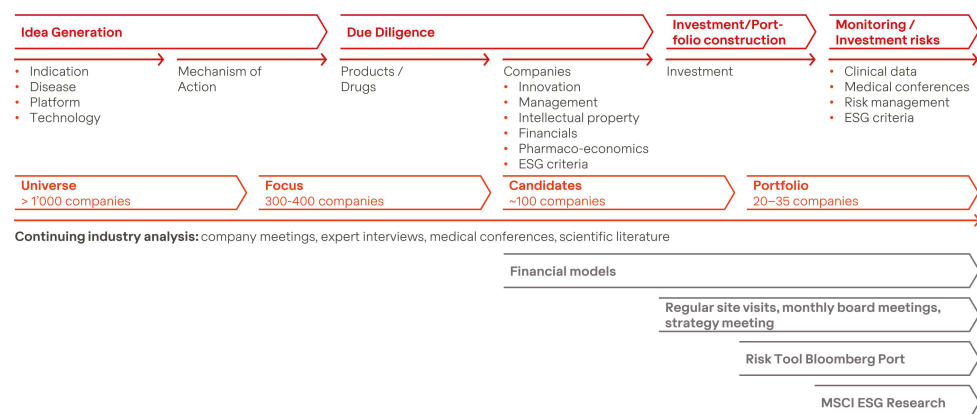 Idea Generation
Due Diligence
Investment/Port-
folio construction
Monitoring /
Investment risks
• Indication
• Disease
• Platform
• Technology
Mechanism of
Action
Products /
Drugs
Companies
• Innovation
• Management
• Intellectual property
• Financials
• Pharmaco-economics
• ESG criteria
Investment
• Clinical data
• Medical conferences
• Risk management
• ESG criteria
Universe
> 1’000 companies
Focus
300-400 companies
Candidates
~100 companies
Portfolio
20–35 companies
Continuing industry analysis: company meetings, expert interviews, medical conferences, scientific literature
Financial models
Regular site visits, monthly board meetings,
strategy meeting
Risk Tool Bloomberg Port
MSCI ESG Research